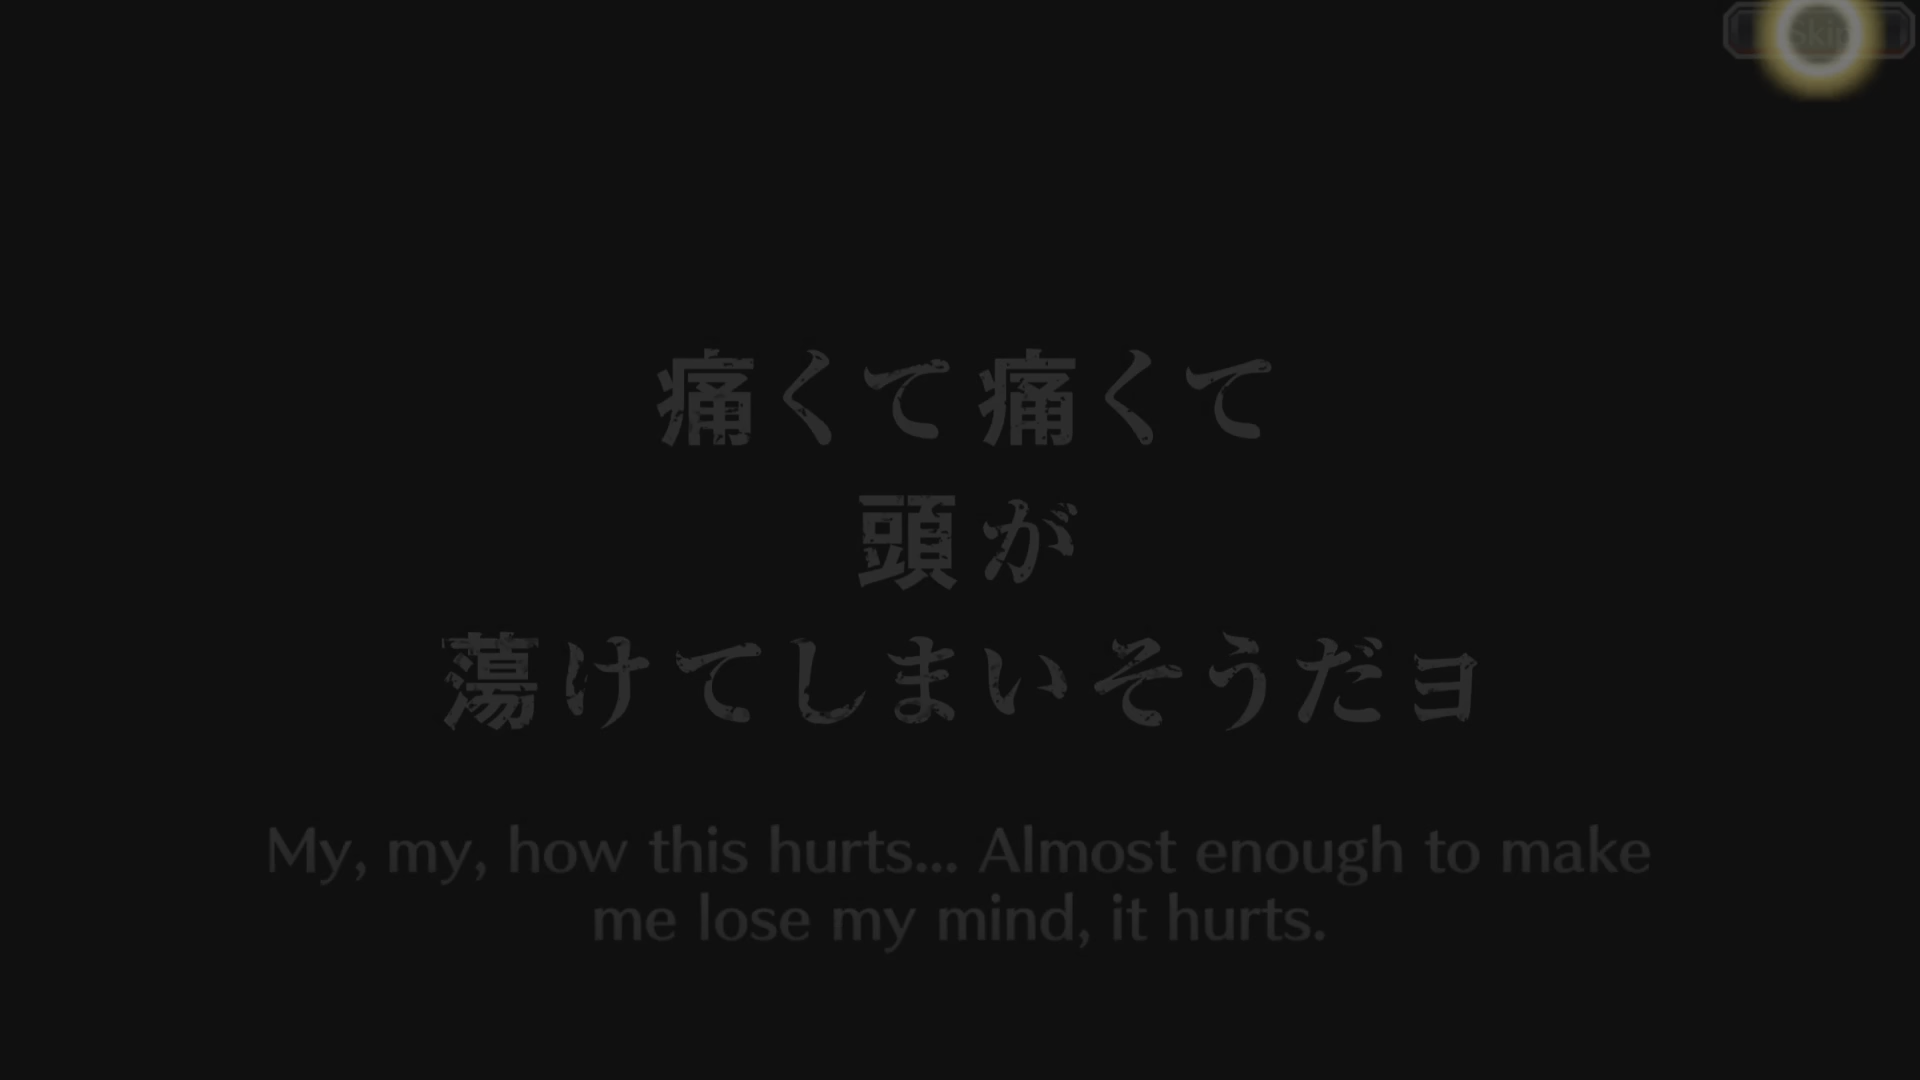 Skip
痛くて痛くて
頭が
蕩けてしまいそうだヨ
My, my, how this hurts... Almost enough to make
me lose my mind, it hurts.